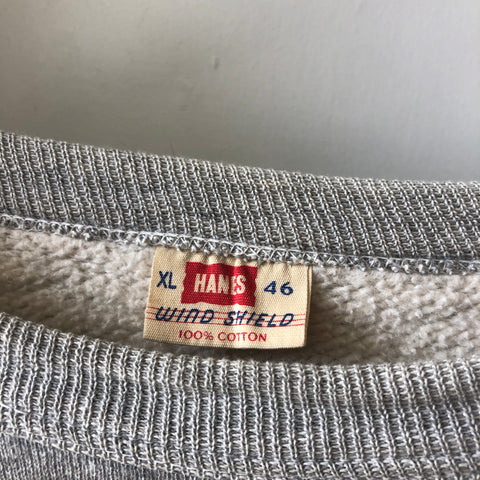 XL HANES 46
WIND SHIELD
100% COTTON